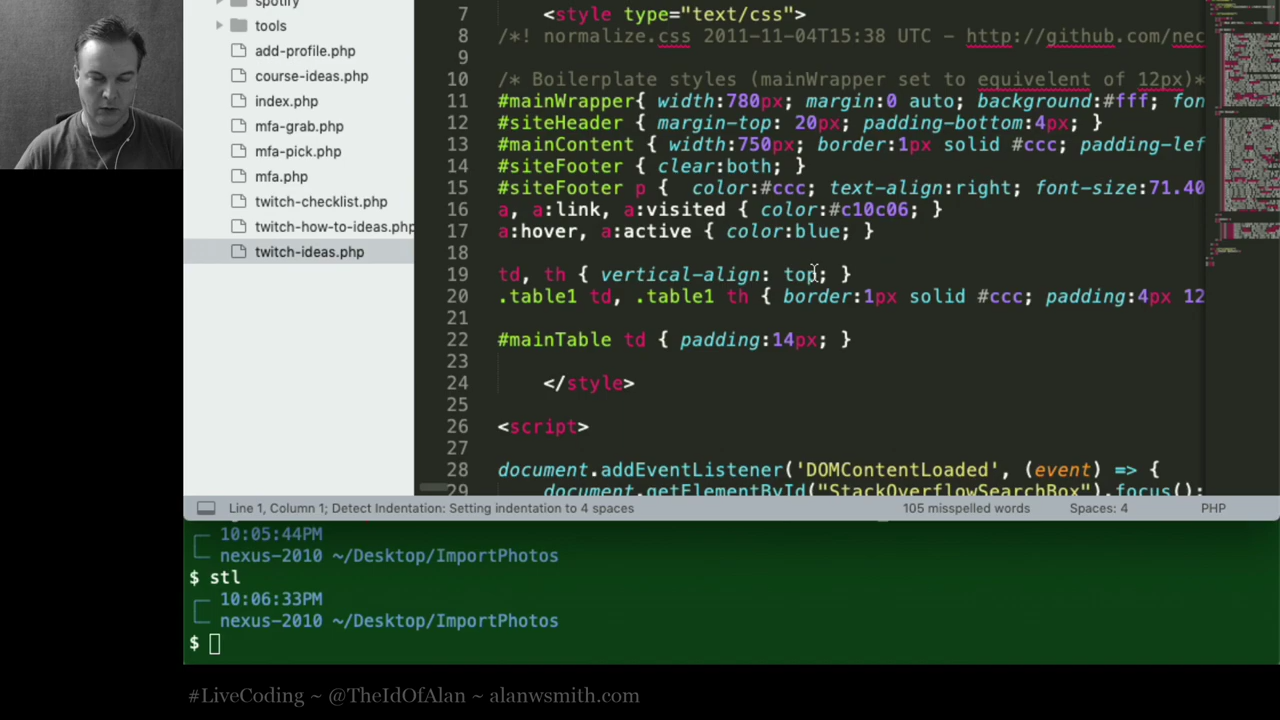 spotify
tools
add-profile.php
course-ideas.php
index.php
mfa-grab.php
mfa-pick.php
mfa.php
twitch-checklist.php
twitch-how-to-ideas.php
twitch-ideas.php
7 <style type="text/css">
8 /*! normalize.css 2011-11-04T15:38 UTC - http://github.com/nec
9
10 /* Boilerplate styles (mainWrapper set to equivelent of 12px)*
11 #mainWrapper{ width:780px; margin:0 auto; background:#fff; fon
12 #siteHeader { margin-top: 20px; padding-bottom:4px; }
13 #mainContent { width:750px; border:1px solid #ccc; padding-lef
14 #siteFooter { clear:both; }
15 #siteFooter p {  color:#ccc; text-align:right; font-size:71.40
16 a, a:link, a:visited { color:#c10c06; }
17 a:hover, a:active { color:blue; }
18
19 td, th { vertical-align: top; }
20 .table1 td, .table1 th { border:1px solid #ccc; padding:4px 12
21
22 #mainTable td { padding:14px; }
23
24 </style>
25
26 <script>
27
28 document.addEventListener('DOMContentLoaded', (event) => {
29 document.getElementById("StackOverflowSearchBox").focus();
Line 1, Column 1; Detect Indentation: Setting indentation to 4 spaces 105 misspelled words Spaces: 4 PHP
10:05:44PM
nexus-2010 ~/Desktop/ImportPhotos
$ stl
10:06:33PM
nexus-2010 ~/Desktop/ImportPhotos
$
#LiveCoding ~ @TheIdOfAlan ~ alanwsmith.com